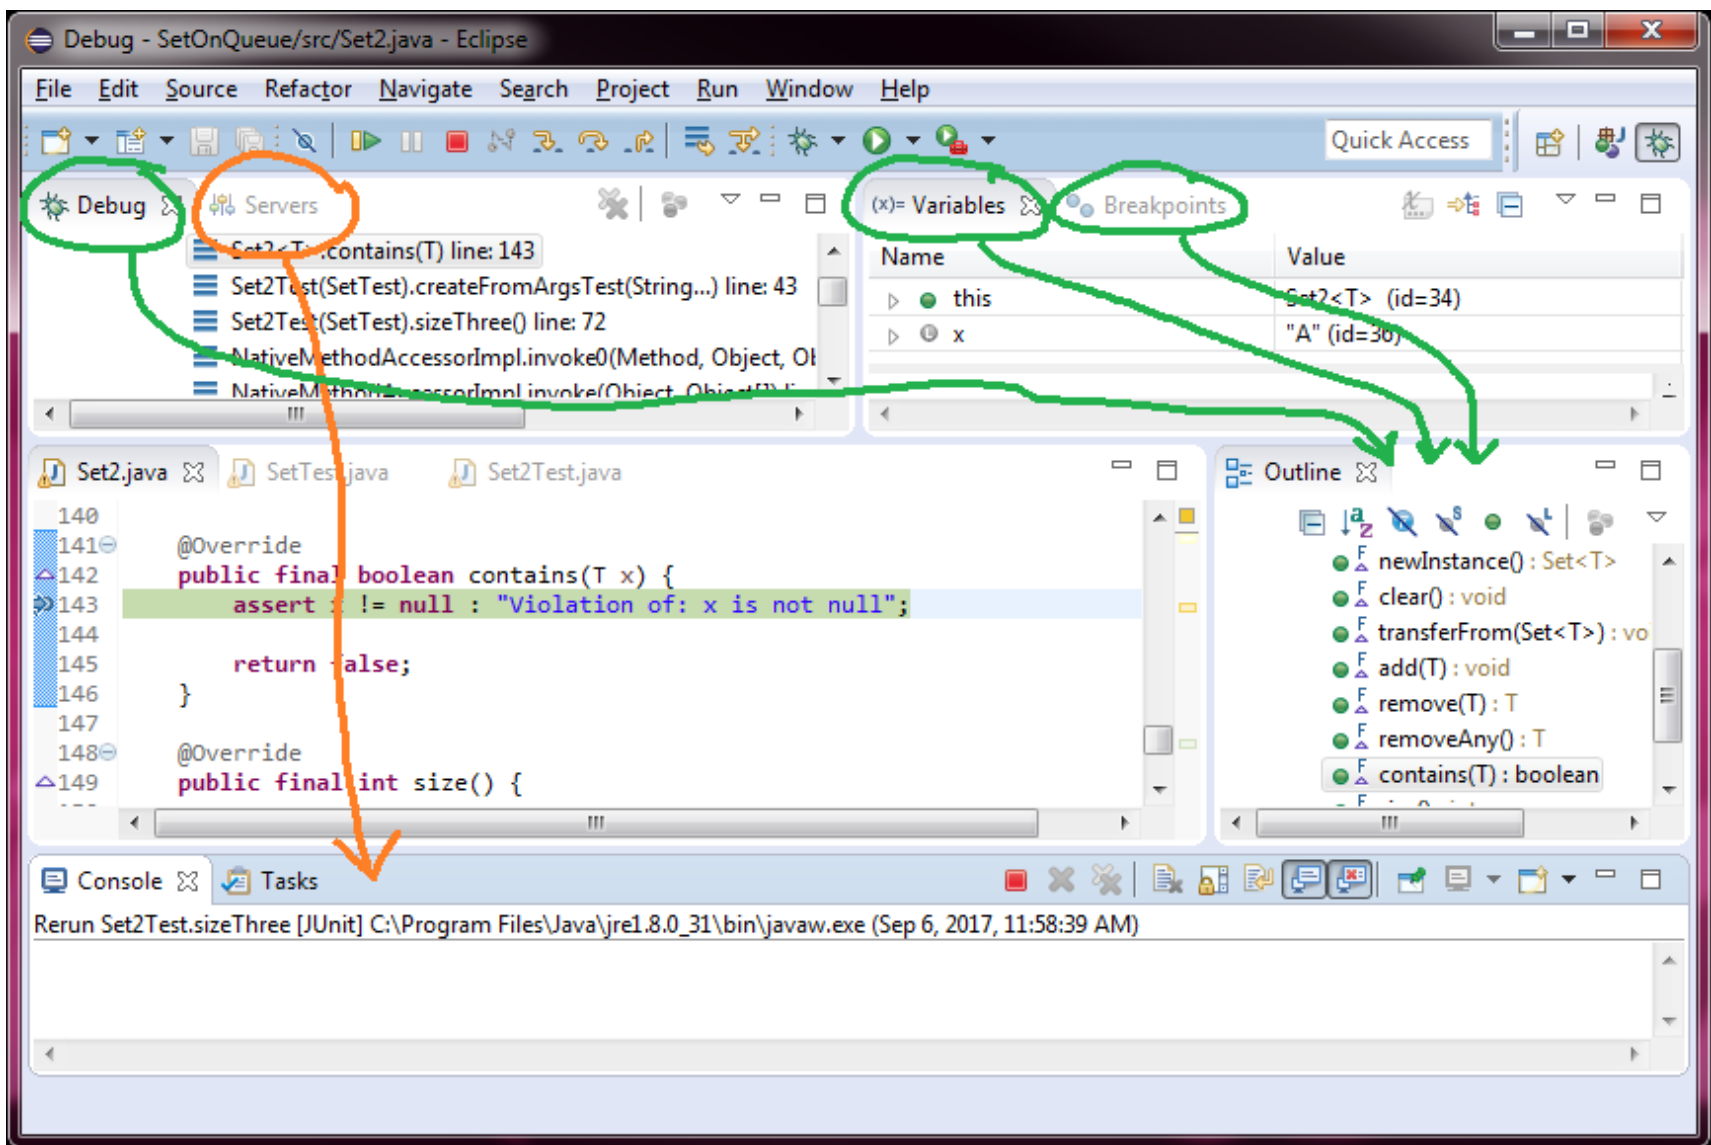 Debug - SetOnQueue/src/Set2.java - Eclipse
File Edit Source Refactor Navigate Search Project Run Window Help
Quick Access
Debug Servers
(x)= Variables Breakpoints
Set2<T>.contains(T) line: 143
Set2Test(SetTest).createFromArgsTest(String...) line: 43
Set2Test(SetTest).sizeThree() line: 72
NativeMethodAccessorImpl.invoke0(Method, Object, Ob
NativeMethodAccessorImpl.invoke(Object, Object[]) li
Name Value
this Set2<T> (id=34)
x "A" (id=36)
Set2.java SetTest.java Set2Test.java
140
141 @Override
142 public final boolean contains(T x) {
143 assert x != null : "Violation of: x is not null";
144
145 return false;
146 }
147
148 @Override
149 public final int size() {
Outline
newInstance() : Set<T>
clear() : void
transferFrom(Set<T>) : vo
add(T) : void
remove(T) : T
removeAny() : T
contains(T) : boolean
Console Tasks
Rerun Set2Test.sizeThree [JUnit] C:\Program Files\Java\jre1.8.0_31\bin\javaw.exe (Sep 6, 2017, 11:58:39 AM)